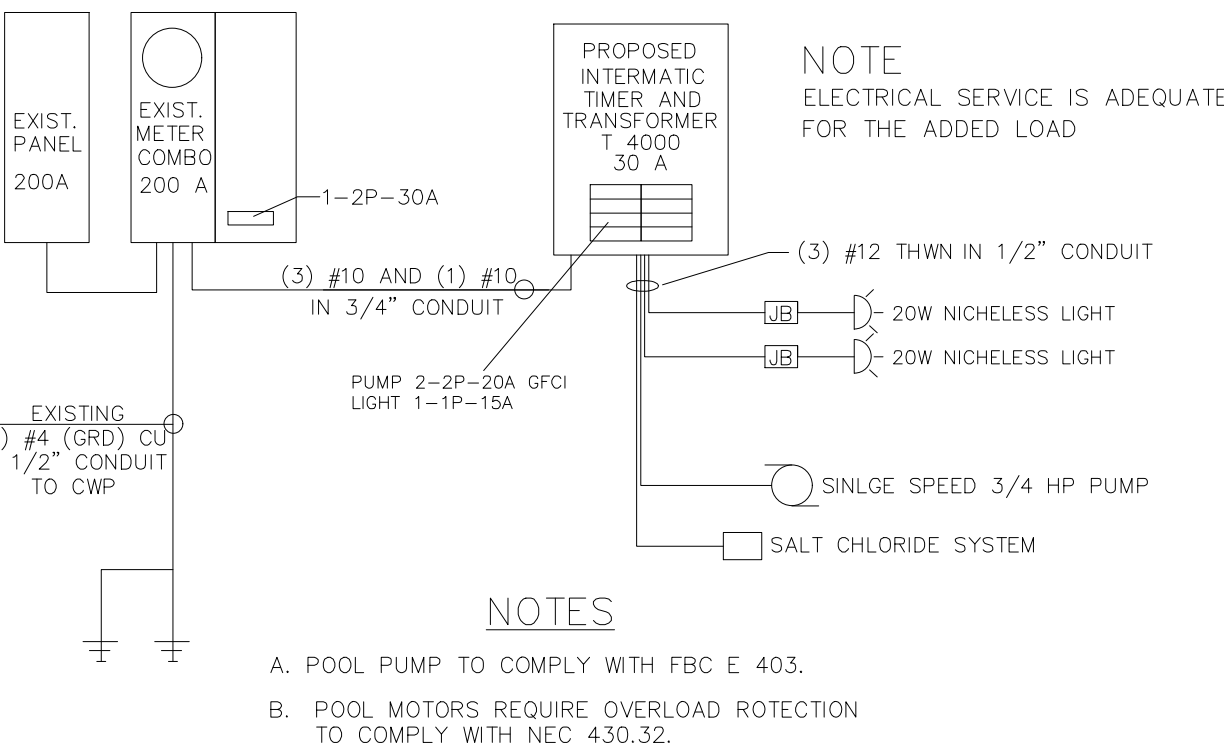 EXIST.
PANEL
200A
EXIST.
METER
COMBO
200 A
1-2P-30A
PROPOSED
INTERMATIC
TIMER AND
TRANSFORMER
T 4000
30 A
NOTE
ELECTRICAL SERVICE IS ADEQUATE
FOR THE ADDED LOAD
(3) #10 AND (1) #10
IN 3/4" CONDUIT
(3) #12 THWN IN 1/2" CONDUIT
JB
20W NICHELESS LIGHT
JB
20W NICHELESS LIGHT
PUMP 2-2P-20A GFCI
LIGHT 1-1P-15A
EXISTING
) #4 (GRD) CU
1/2" CONDUIT
TO CWP
SINLGE SPEED 3/4 HP PUMP
SALT CHLORIDE SYSTEM
NOTES
A. POOL PUMP TO COMPLY WITH FBC E 403.
B. POOL MOTORS REQUIRE OVERLOAD ROTECTION
TO COMPLY WITH NEC 430.32.